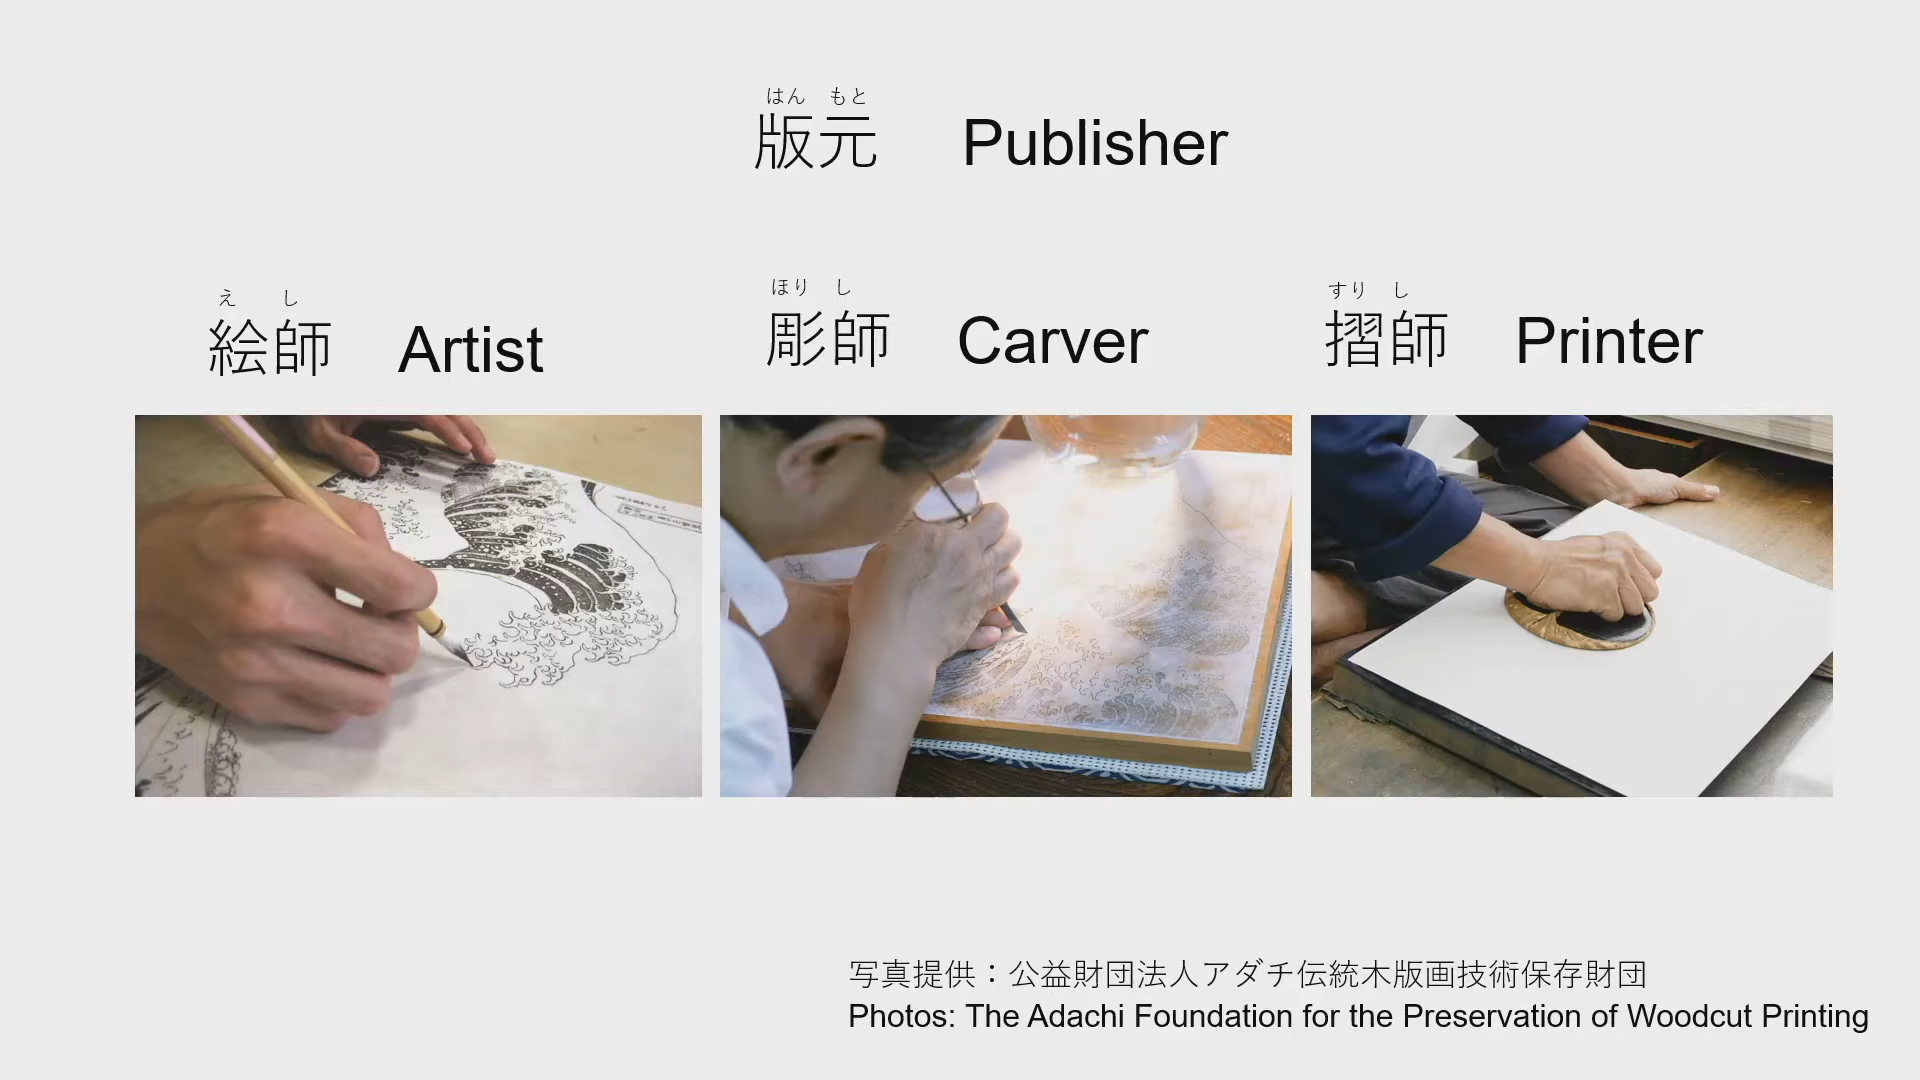 はん もと
版元 Publisher
え し
絵師 Artist
ほり し
彫師 Carver
すり し
摺師 Printer
写真提供：公益財団法人アダチ伝統木版画技術保存財団
Photos: The Adachi Foundation for the Preservation of Woodcut Printing